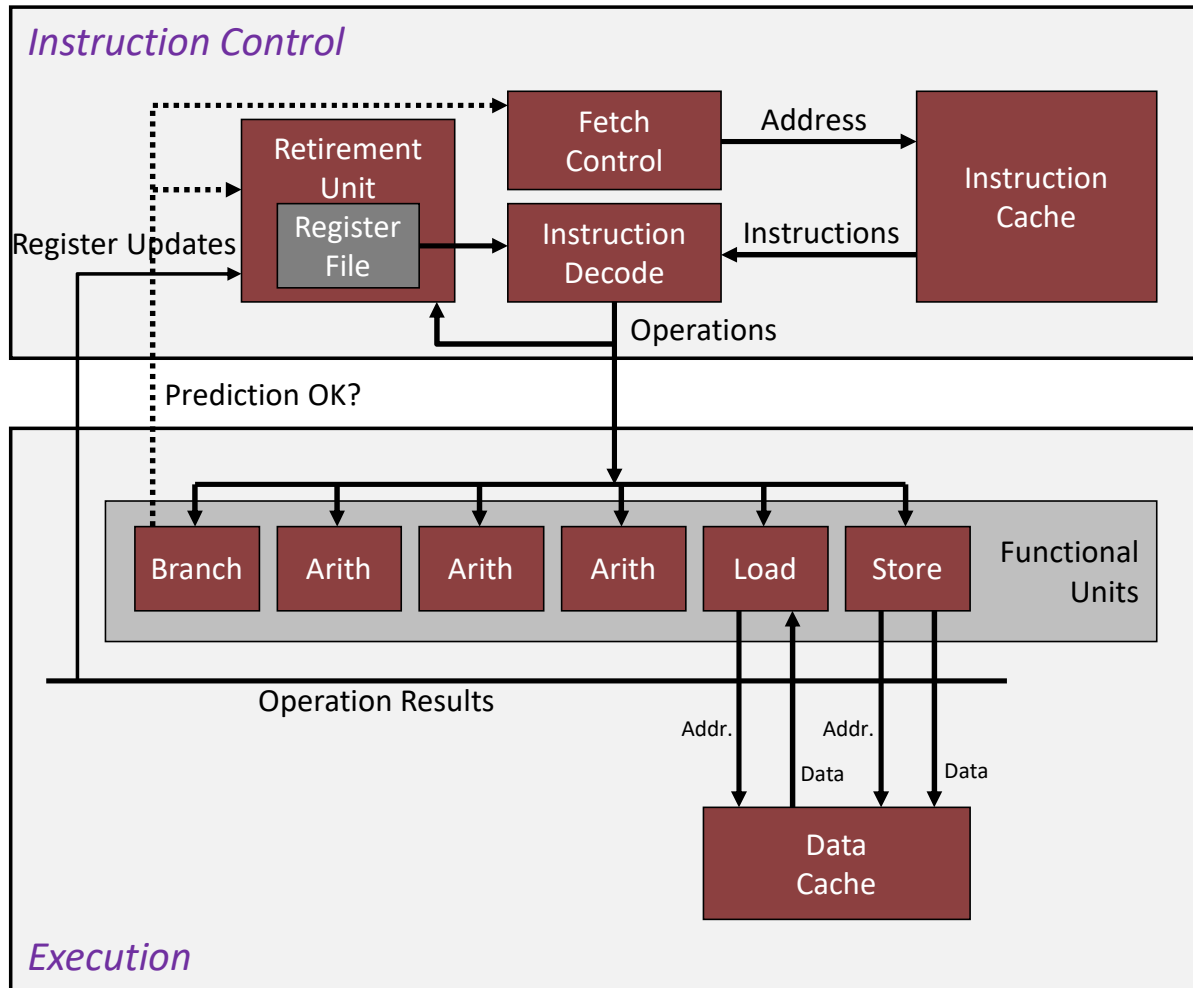 Instruction Control
Fetch
Control
Address
Instruction
Cache
Retirement
Unit
Register
File
Register Updates
Instruction
Decode
Instructions
Operations
Prediction OK?
Branch
Arith
Arith
Arith
Load
Store
Functional
Units
Operation Results
Addr.
Addr.
Data
Data
Data
Cache
Execution